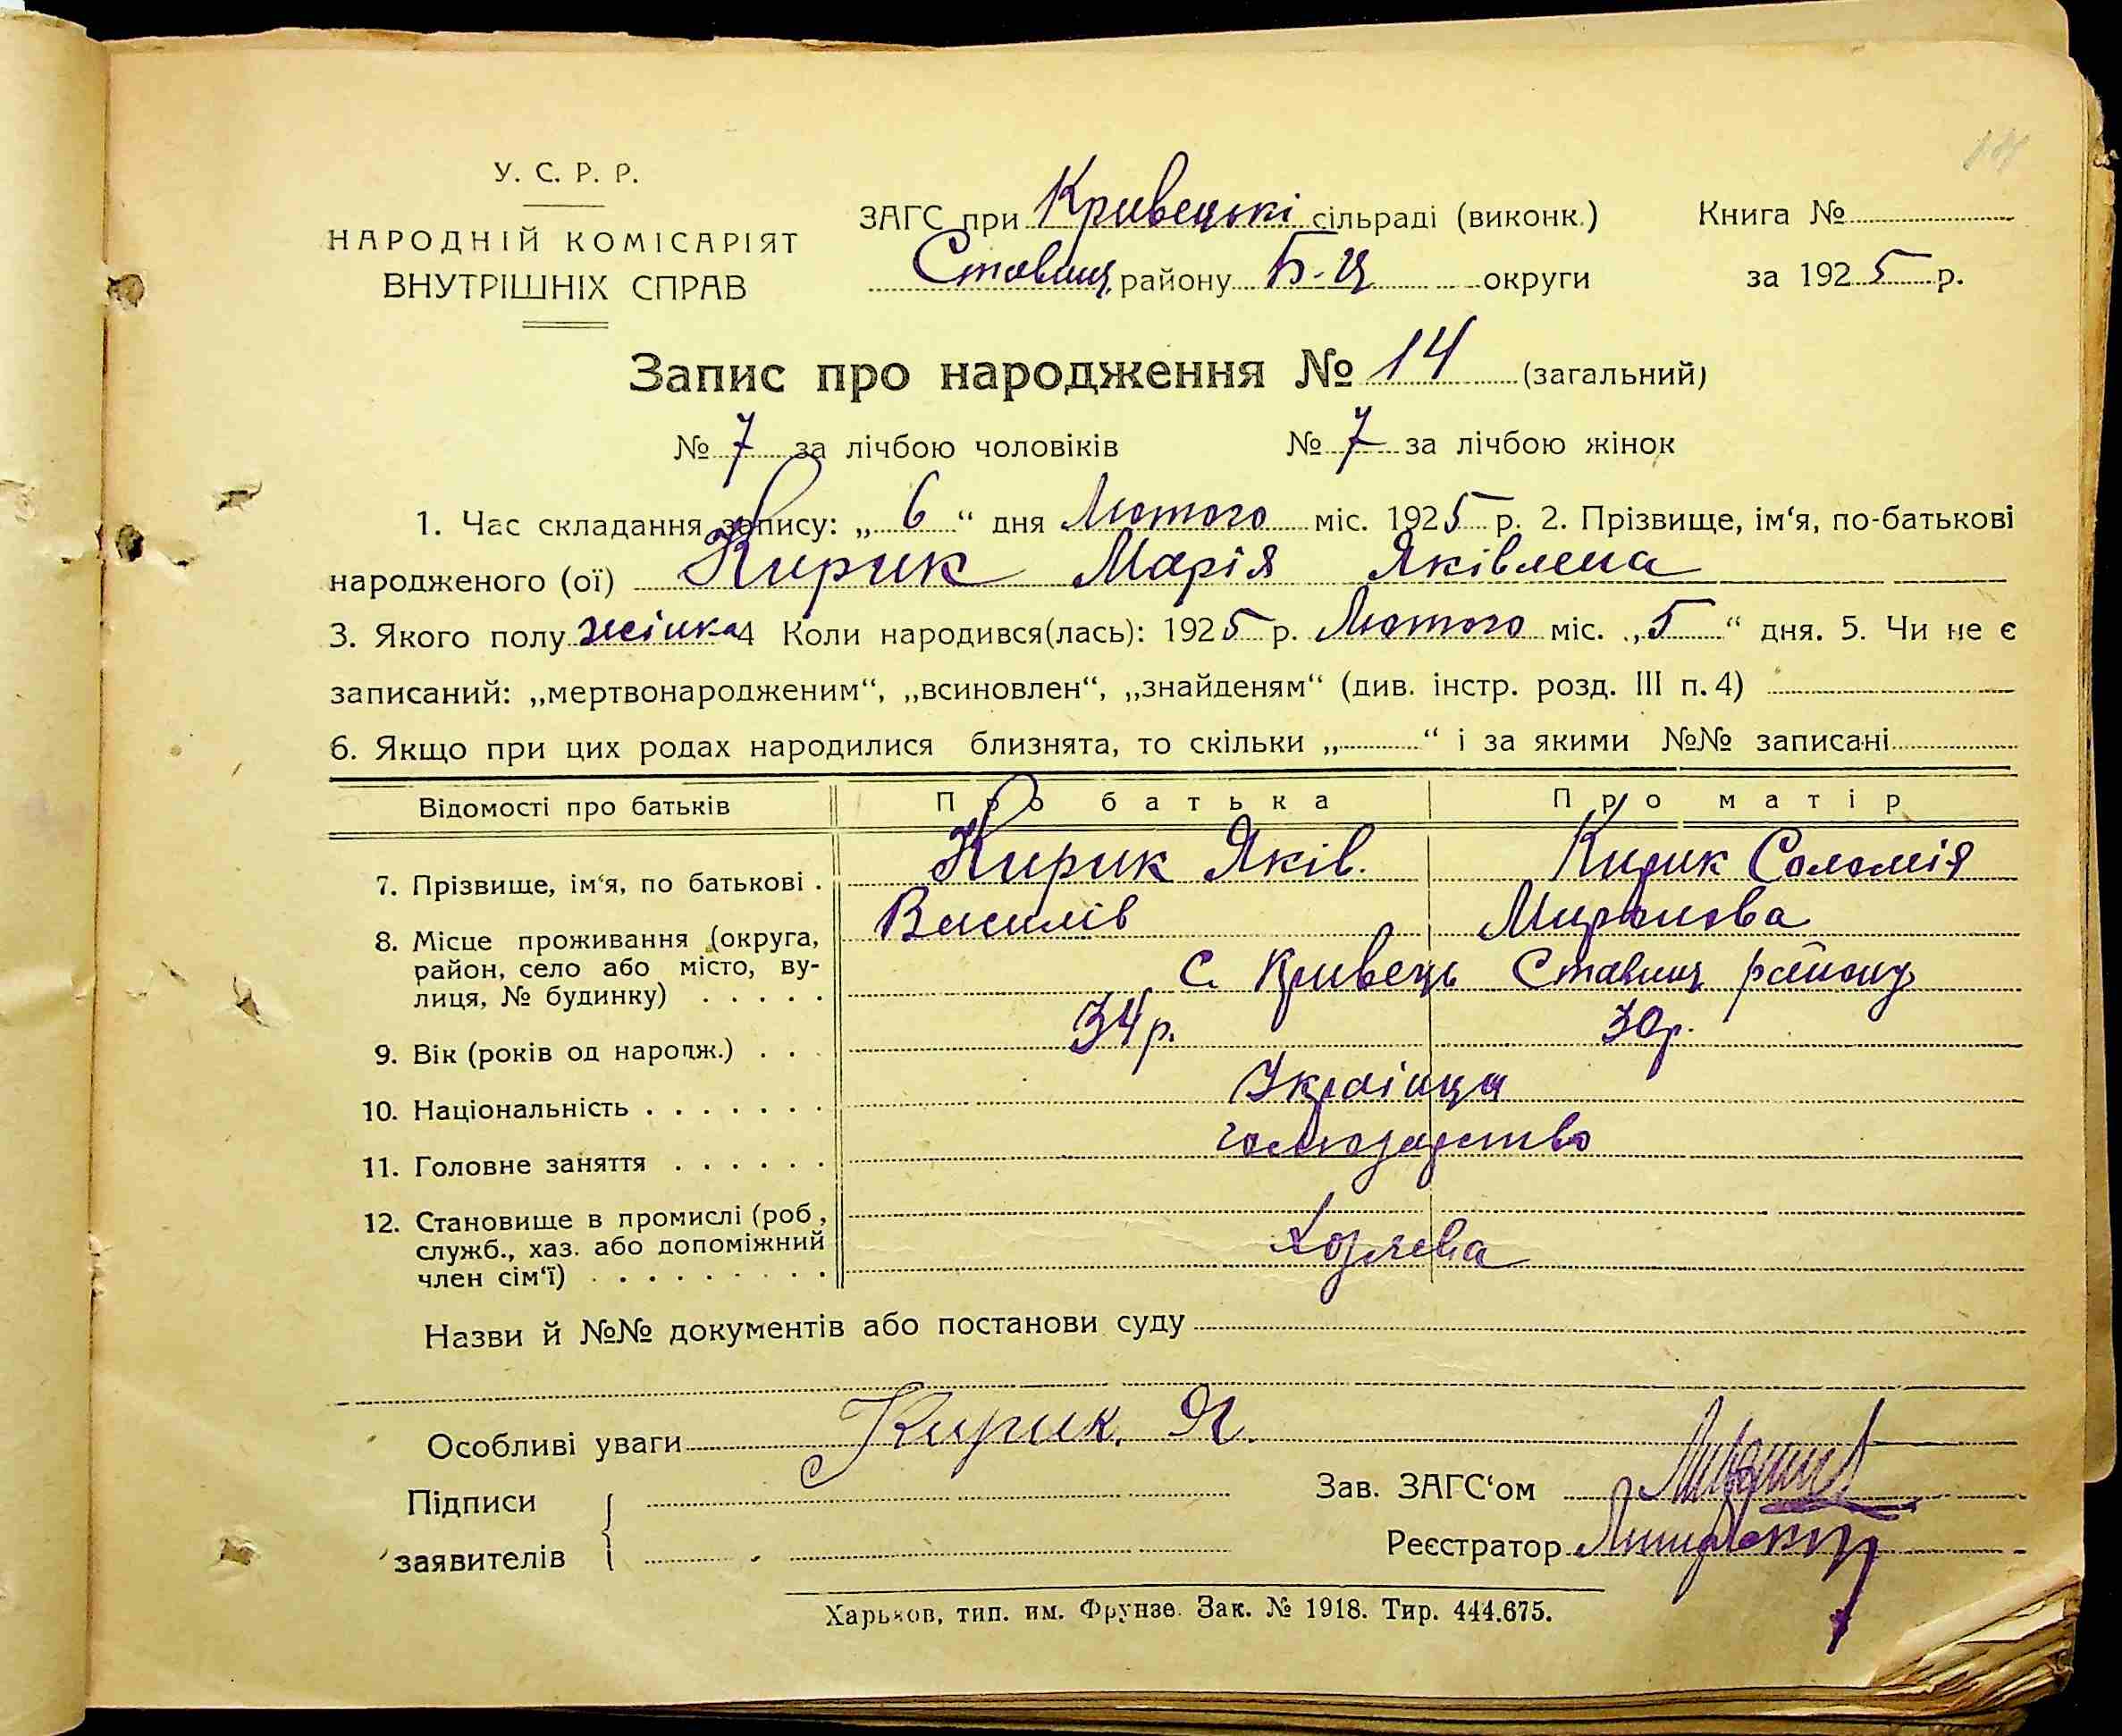 14
У. С. Р. Р.
НАРОДНІЙ КОМІСАРІЯТ
ВНУТРІШНІХ СПРАВ
ЗАГС при Кривецькі сільраді (виконк.)
Ставищ. району Б-Ц округи
Книга №
за 1925 р.
Запис про народження № 14 (загальний)
№ 7 за лічбою чоловіків № 7 за лічбою жінок
1. Час складання запису: „ 6 “ дня Лютого міс. 1925 р. 2. Прізвище, ім‘я, по-батькові
народженого (ої) Кирик Марія Яківлена
3. Якого полу жінка 4 Коли народився(лась): 1925 р. Лютого міс. „ 5 “ дня. 5. Чи не є
записаний: „мертвонародженим“, „всиновлен“, „знайденям“ (див. інстр. розд. III п. 4)
6. Якщо при цих родах народилися близнята, то скільки „ “ і за якими №№ записані
Відомості про батьків Про батька Про матір
7. Прізвище, ім‘я, по батькові . Кирик Яків. Кирик Соломія
Василів Миронова
8. Місце проживання (округа,
район, село або місто, ву-
лиця, № будинку) . . . . . с. Кривець Ставищ району
9. Вік (років од народж.) . . . 34 р. 30 р.
10. Національність . . . . . . . Українця
11. Головне заняття . . . . . . господарство
12. Становище в промислі (роб,
служб., хаз. або допоміжний
член сім‘ї) . . . . . . . . . Хозяева
Назви й №№ документів або постанови суду
Особливі уваги Кирик. Я.
Підписи
заявителів
Зав. ЗАГС‘ом
Реєстратор
Харьков, тип. им. Фрунзе. Зак. № 1918. Тир. 444.675.